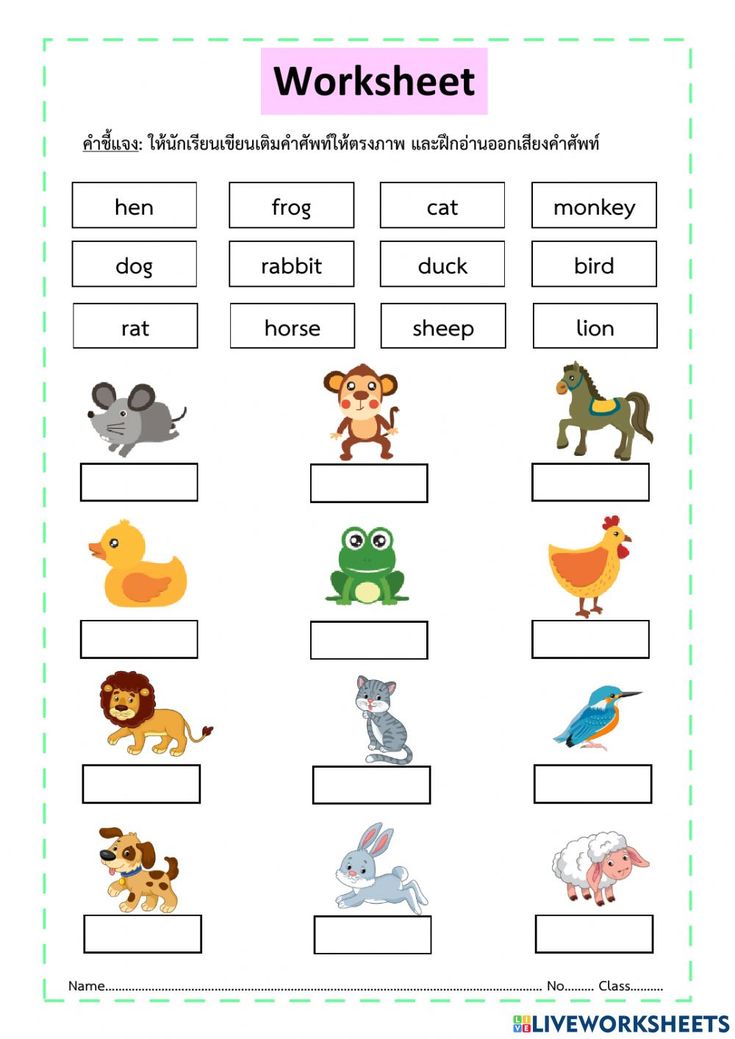 Worksheet
คำชี้แจง: ให้นักเรียนเขียนเติมคำศัพท์ให้ตรงภาพ และฝึกอ่านออกเสียงคำศัพท์
hen frog cat monkey
dog rabbit duck bird
rat horse sheep lion
Name.................................................................................................... No........ Class..........
LIVE LIVEWORKSHEETS